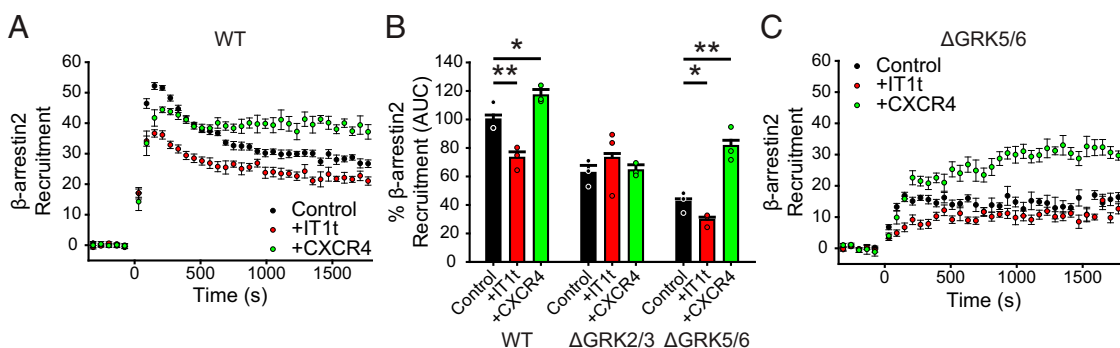 A
WT
β-arrestin2
Recruitment
60
50
40
30
20
10
0
0
500
1000
1500
Time (s)
Control
+IT1t
+CXCR4
B
% β-arrestin2
Recruitment (AUC)
140
120
100
80
60
40
20
0
*
**
**
*
Control
+IT1t
+CXCR4
Control
+IT1t
+CXCR4
Control
+IT1t
+CXCR4
WT
ΔGRK2/3
ΔGRK5/6
C
ΔGRK5/6
β-arrestin2
Recruitment
60
50
40
30
20
10
0
0
500
1000
1500
Time (s)
Control
+IT1t
+CXCR4